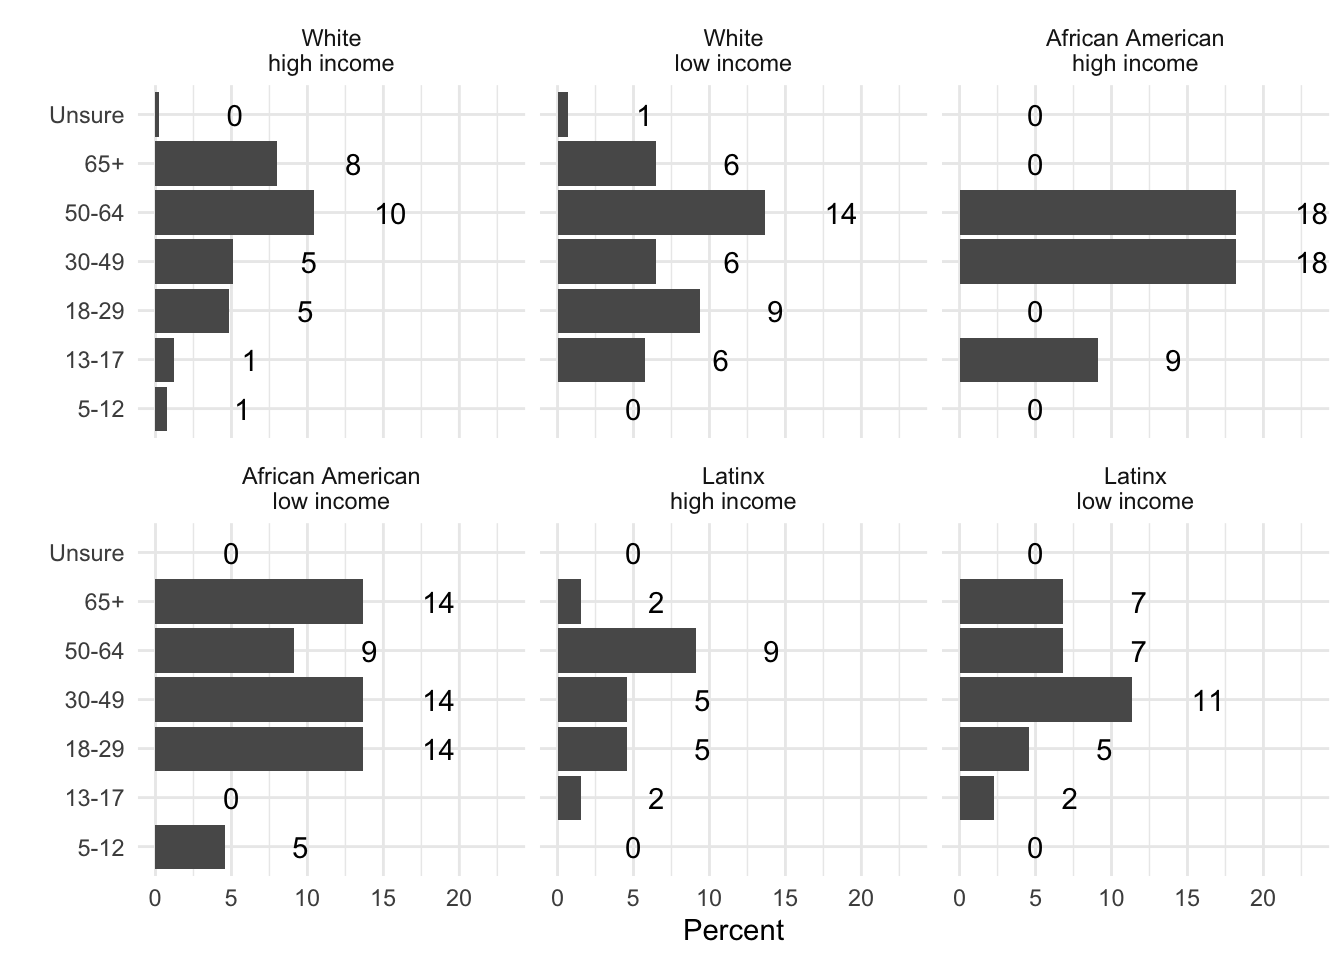 White
high income
White
low income
African American
high income
Unsure 0 1 0
65+ 8 6 0
50-64 10 14 18
30-49 5 6 18
18-29 5 9 0
13-17 1 6 9
5-12 1 0 0
African American
low income
Latinx
high income
Latinx
low income
Unsure 0 0 0
65+ 14 2 7
50-64 9 9 7
30-49 14 5 11
18-29 14 5 5
13-17 0 2 2
5-12 5 0 0
0 5 10 15 20 0 5 10 15 20 0 5 10 15 20
Percent